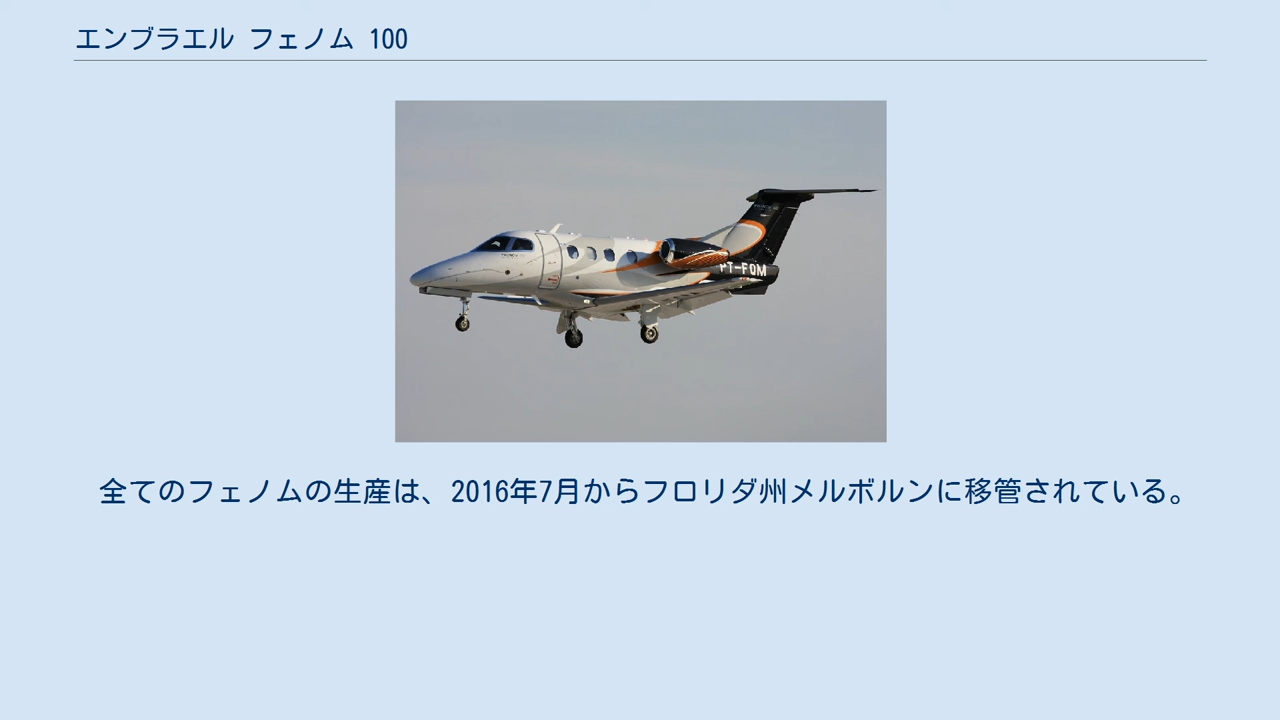 エンブラエル フェノム 100
PT-FQM
全てのフェノムの生産は、2016年7月からフロリダ州メルボルンに移管されている。